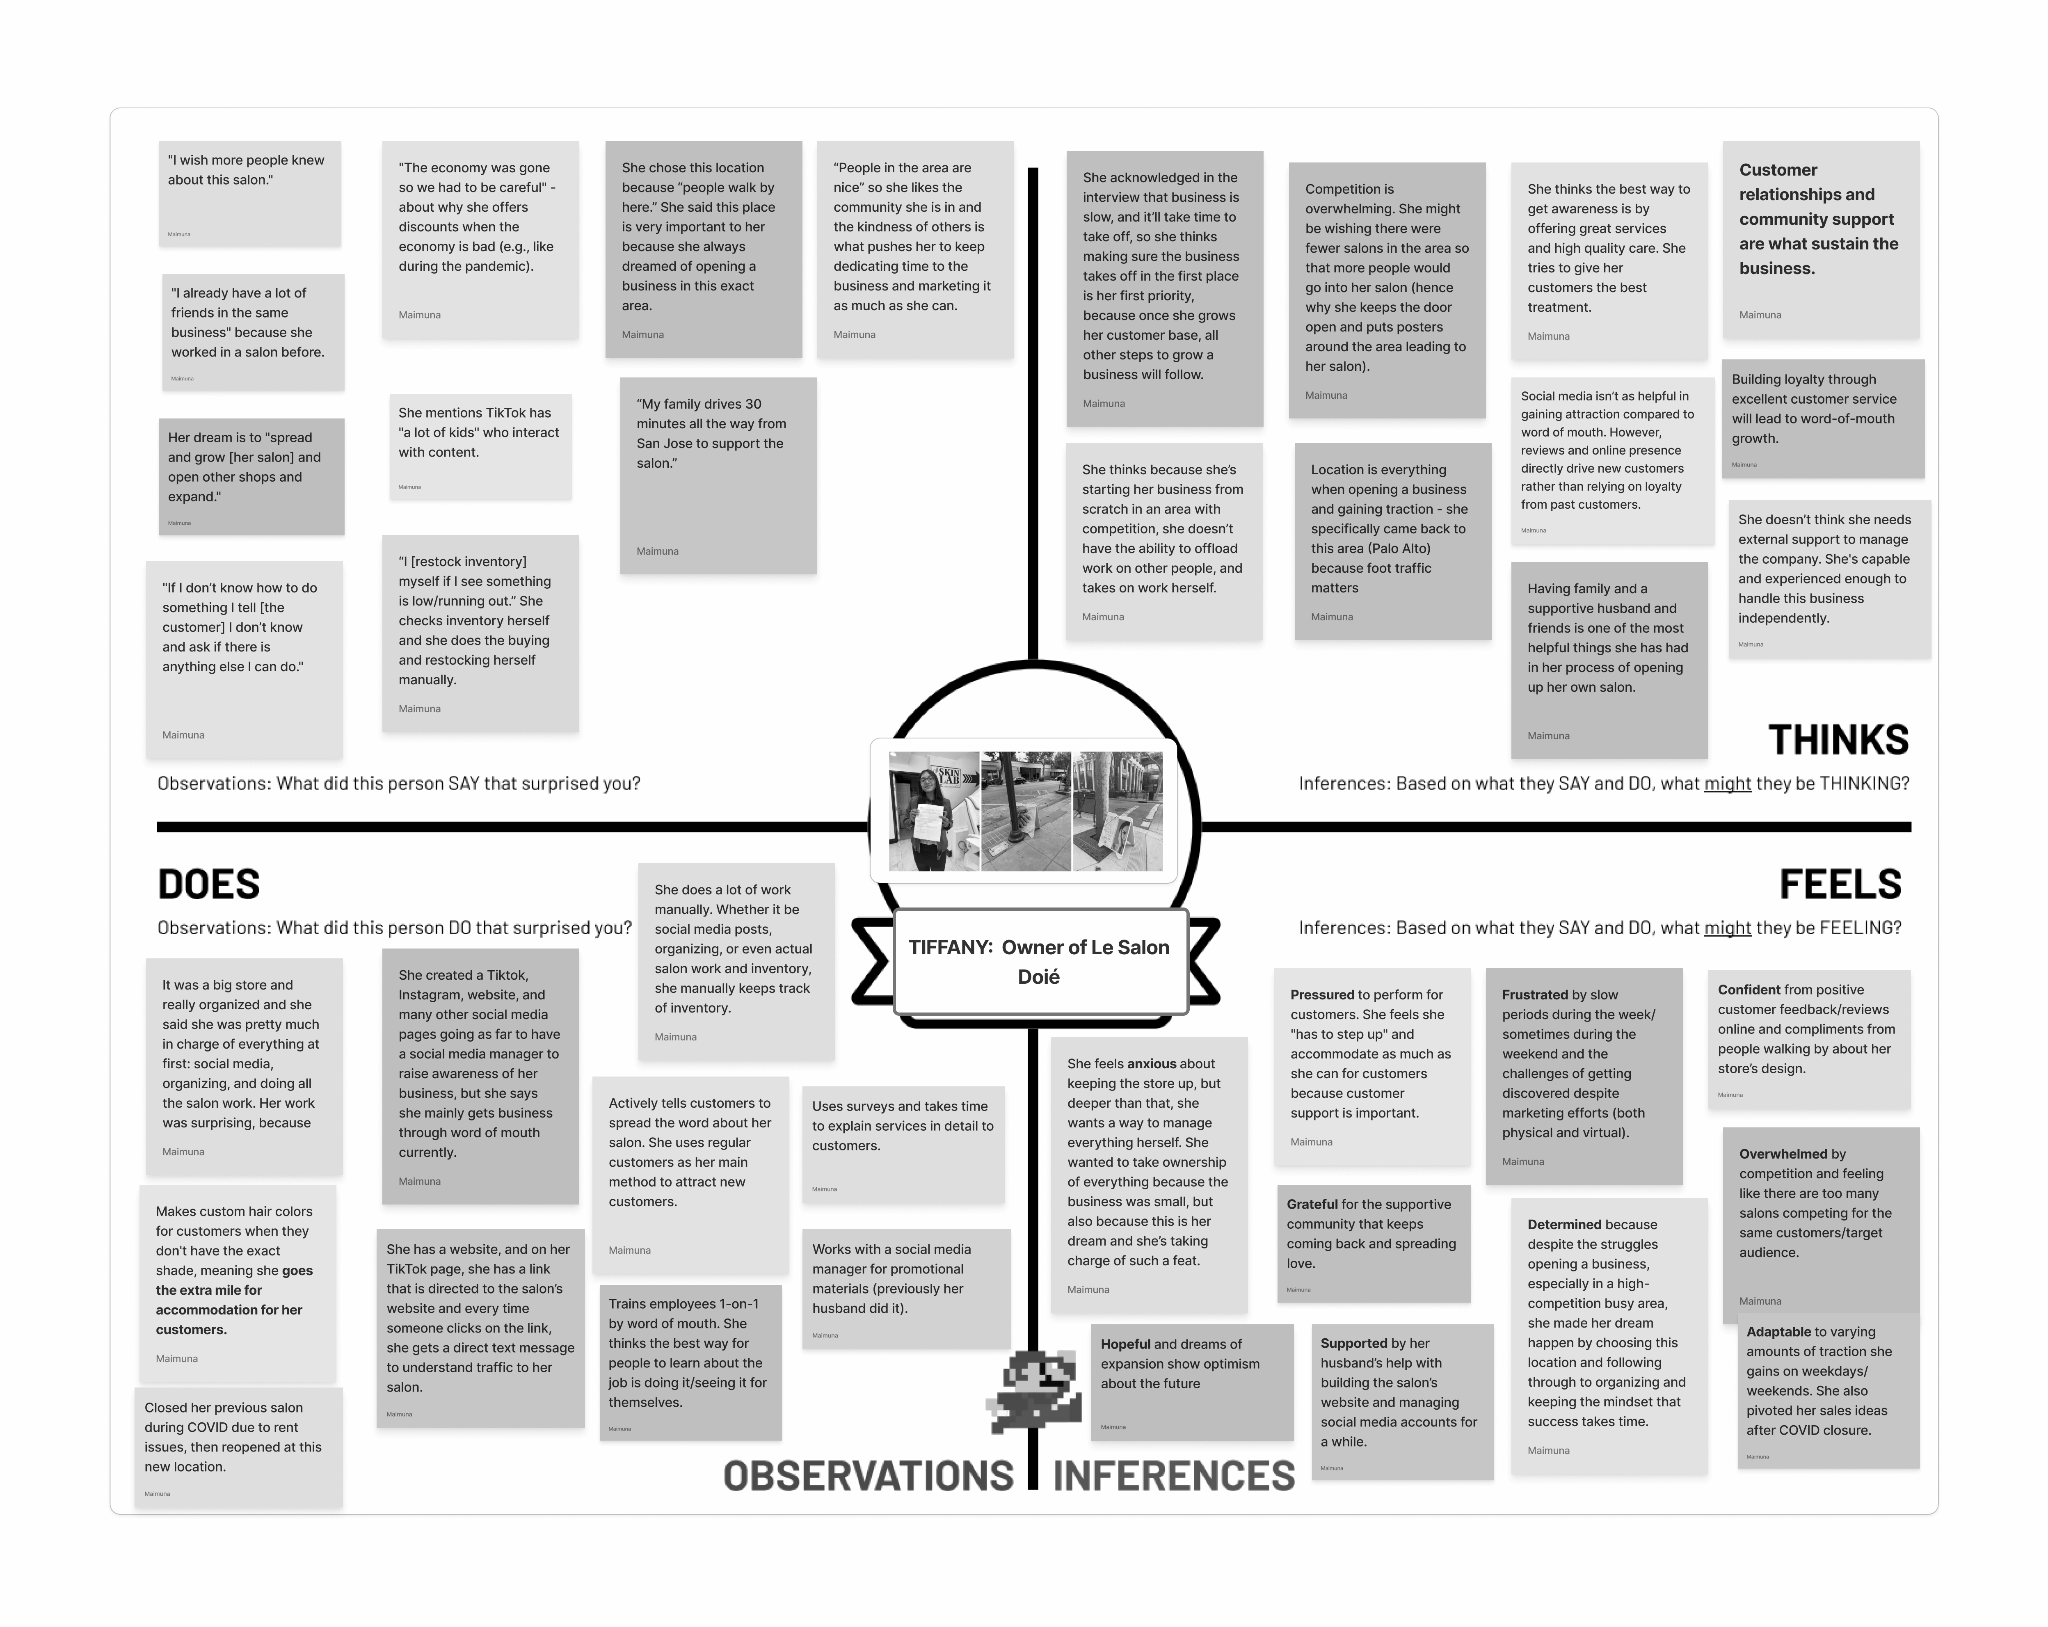 "I wish more people knew
about this salon."
Maimuna
"I already have a lot of
friends in the same
business" because she
worked in a salon before.
Maimuna
Her dream is to "spread
and grow [her salon] and
open other shops and
expand."
Maimuna
"If I don't know how to do
something I tell [the
customer] I don't know
and ask if there is
anything else I can do."
Maimuna
"The economy was gone
so we had to be careful" -
about why she offers
discounts when the
economy is bad (e.g., like
during the pandemic).
Maimuna
She mentions TikTok has
"a lot of kids" who interact
with content.
Maimuna
"I [restock inventory]
myself if I see something
is low/running out." She
checks inventory herself
and she does the buying
and restocking herself
manually.
Maimuna
She chose this location
because "people walk by
here." She said this place
is very important to her
because she always
dreamed of opening a
business in this exact
area.
Maimuna
"My family drives 30
minutes all the way from
San Jose to support the
salon."
Maimuna
"People in the area are
nice" so she likes the
community she is in and
the kindness of others is
what pushes her to keep
dedicating time to the
business and marketing it
as much as she can.
Maimuna
Observations: What did this person SAY that surprised you?
She acknowledged in the
interview that business is
slow, and it'll take time to
take off, so she thinks
making sure the business
takes off in the first place
is her first priority,
because once she grows
her customer base, all
other steps to grow a
business will follow.
Maimuna
She thinks because she's
starting her business from
scratch in an area with
competition, she doesn't
have the ability to offload
work on other people, and
takes on work herself.
Maimuna
Competition is
overwhelming. She might
be wishing there were
fewer salons in the area so
that more people would
go into her salon (hence
why she keeps the door
open and puts posters
around the area leading to
her salon).
Maimuna
Location is everything
when opening a business
and gaining traction - she
specifically came back to
this area (Palo Alto)
because foot traffic
matters
Maimuna
She thinks the best way to
get awareness is by
offering great services
and high quality care. She
tries to give her
customers the best
treatment.
Maimuna
Social media isn't as helpful in
gaining attraction compared to
word of mouth. However,
reviews and online presence
directly drive new customers
rather than relying on loyalty
from past customers.
Maimuna
Having family and a
supportive husband and
friends is one of the most
helpful things she has had
in her process of opening
up her own salon.
Maimuna
Customer
relationships and
community support
are what sustain the
business.
Maimuna
Building loyalty through
excellent customer service
will lead to word-of-mouth
growth.
Maimuna
She doesn't think she needs
external support to manage
the company. She's capable
and experienced enough to
handle this business
independently.
Maimuna
THINKS
Inferences: Based on what they SAY and DO, what might they be THINKING?
SKIN
LAB
TIFFANY: Owner of Le Salon
Doié
DOES
Observations: What did this person DO that surprised you?
It was a big store and
really organized and she
said she was pretty much
in charge of everything at
first: social media,
organizing, and doing all
the salon work. Her work
was surprising, because
Maimuna
Makes custom hair colors
for customers when they
don't have the exact
shade, meaning she goes
the extra mile for
accommodation for her
customers.
Maimuna
Closed her previous salon
during COVID due to rent
issues, then reopened at this
new location.
Maimuna
She created a Tiktok,
Instagram, website, and
many other social media
pages going as far to have
a social media manager to
raise awareness of her
business, but she says
she mainly gets business
through word of mouth
currently.
Maimuna
She has a website, and on her
TikTok page, she has a link
that is directed to the salon's
website and every time
someone clicks on the link,
she gets a direct text message
to understand traffic to her
salon.
Maimuna
She does a lot of work
manually. Whether it be
social media posts,
organizing, or even actual
salon work and inventory,
she manually keeps track
of inventory.
Maimuna
Actively tells customers to
spread the word about her
salon. She uses regular
customers as her main
method to attract new
customers.
Maimuna
Trains employees 1-on-1
by word of mouth. She
thinks the best way for
people to learn about the
job is doing it/seeing it for
themselves.
Maimuna
Uses surveys and takes time
to explain services in detail to
customers.
Maimuna
Works with a social media
manager for promotional
materials (previously her
husband did it).
Maimuna
OBSERVATIONS
FEELS
Inferences: Based on what they SAY and DO, what might they be FEELING?
She feels anxious about
keeping the store up, but
deeper than that, she
wants a way to manage
everything herself. She
wanted to take ownership
of everything because the
business was small, but
also because this is her
dream and she's taking
charge of such a feat.
Maimuna
Pressured to perform for
customers. She feels she
"has to step up" and
accommodate as much as
she can for customers
because customer
support is important.
Maimuna
Grateful for the supportive
community that keeps
coming back and spreading
love.
Maimuna
Hopeful and dreams of
expansion show optimism
about the future
Maimuna
Supported by her
husband's help with
building the salon's
website and managing
social media accounts for
a while.
Maimuna
Frustrated by slow
periods during the week/
sometimes during the
weekend and the
challenges of getting
discovered despite
marketing efforts (both
physical and virtual).
Maimuna
Determined because
despite the struggles
opening a business,
especially in a high-
competition busy area,
she made her dream
happen by choosing this
location and following
through to organizing and
keeping the mindset that
success takes time.
Maimuna
Confident from positive
customer feedback/reviews
online and compliments from
people walking by about her
store's design.
Maimuna
Overwhelmed by
competition and feeling
like there are too many
salons competing for the
same customers/target
audience.
Maimuna
Adaptable to varying
amounts of traction she
gains on weekdays/
weekends. She also
pivoted her sales ideas
after COVID closure.
Maimuna
INFERENCES